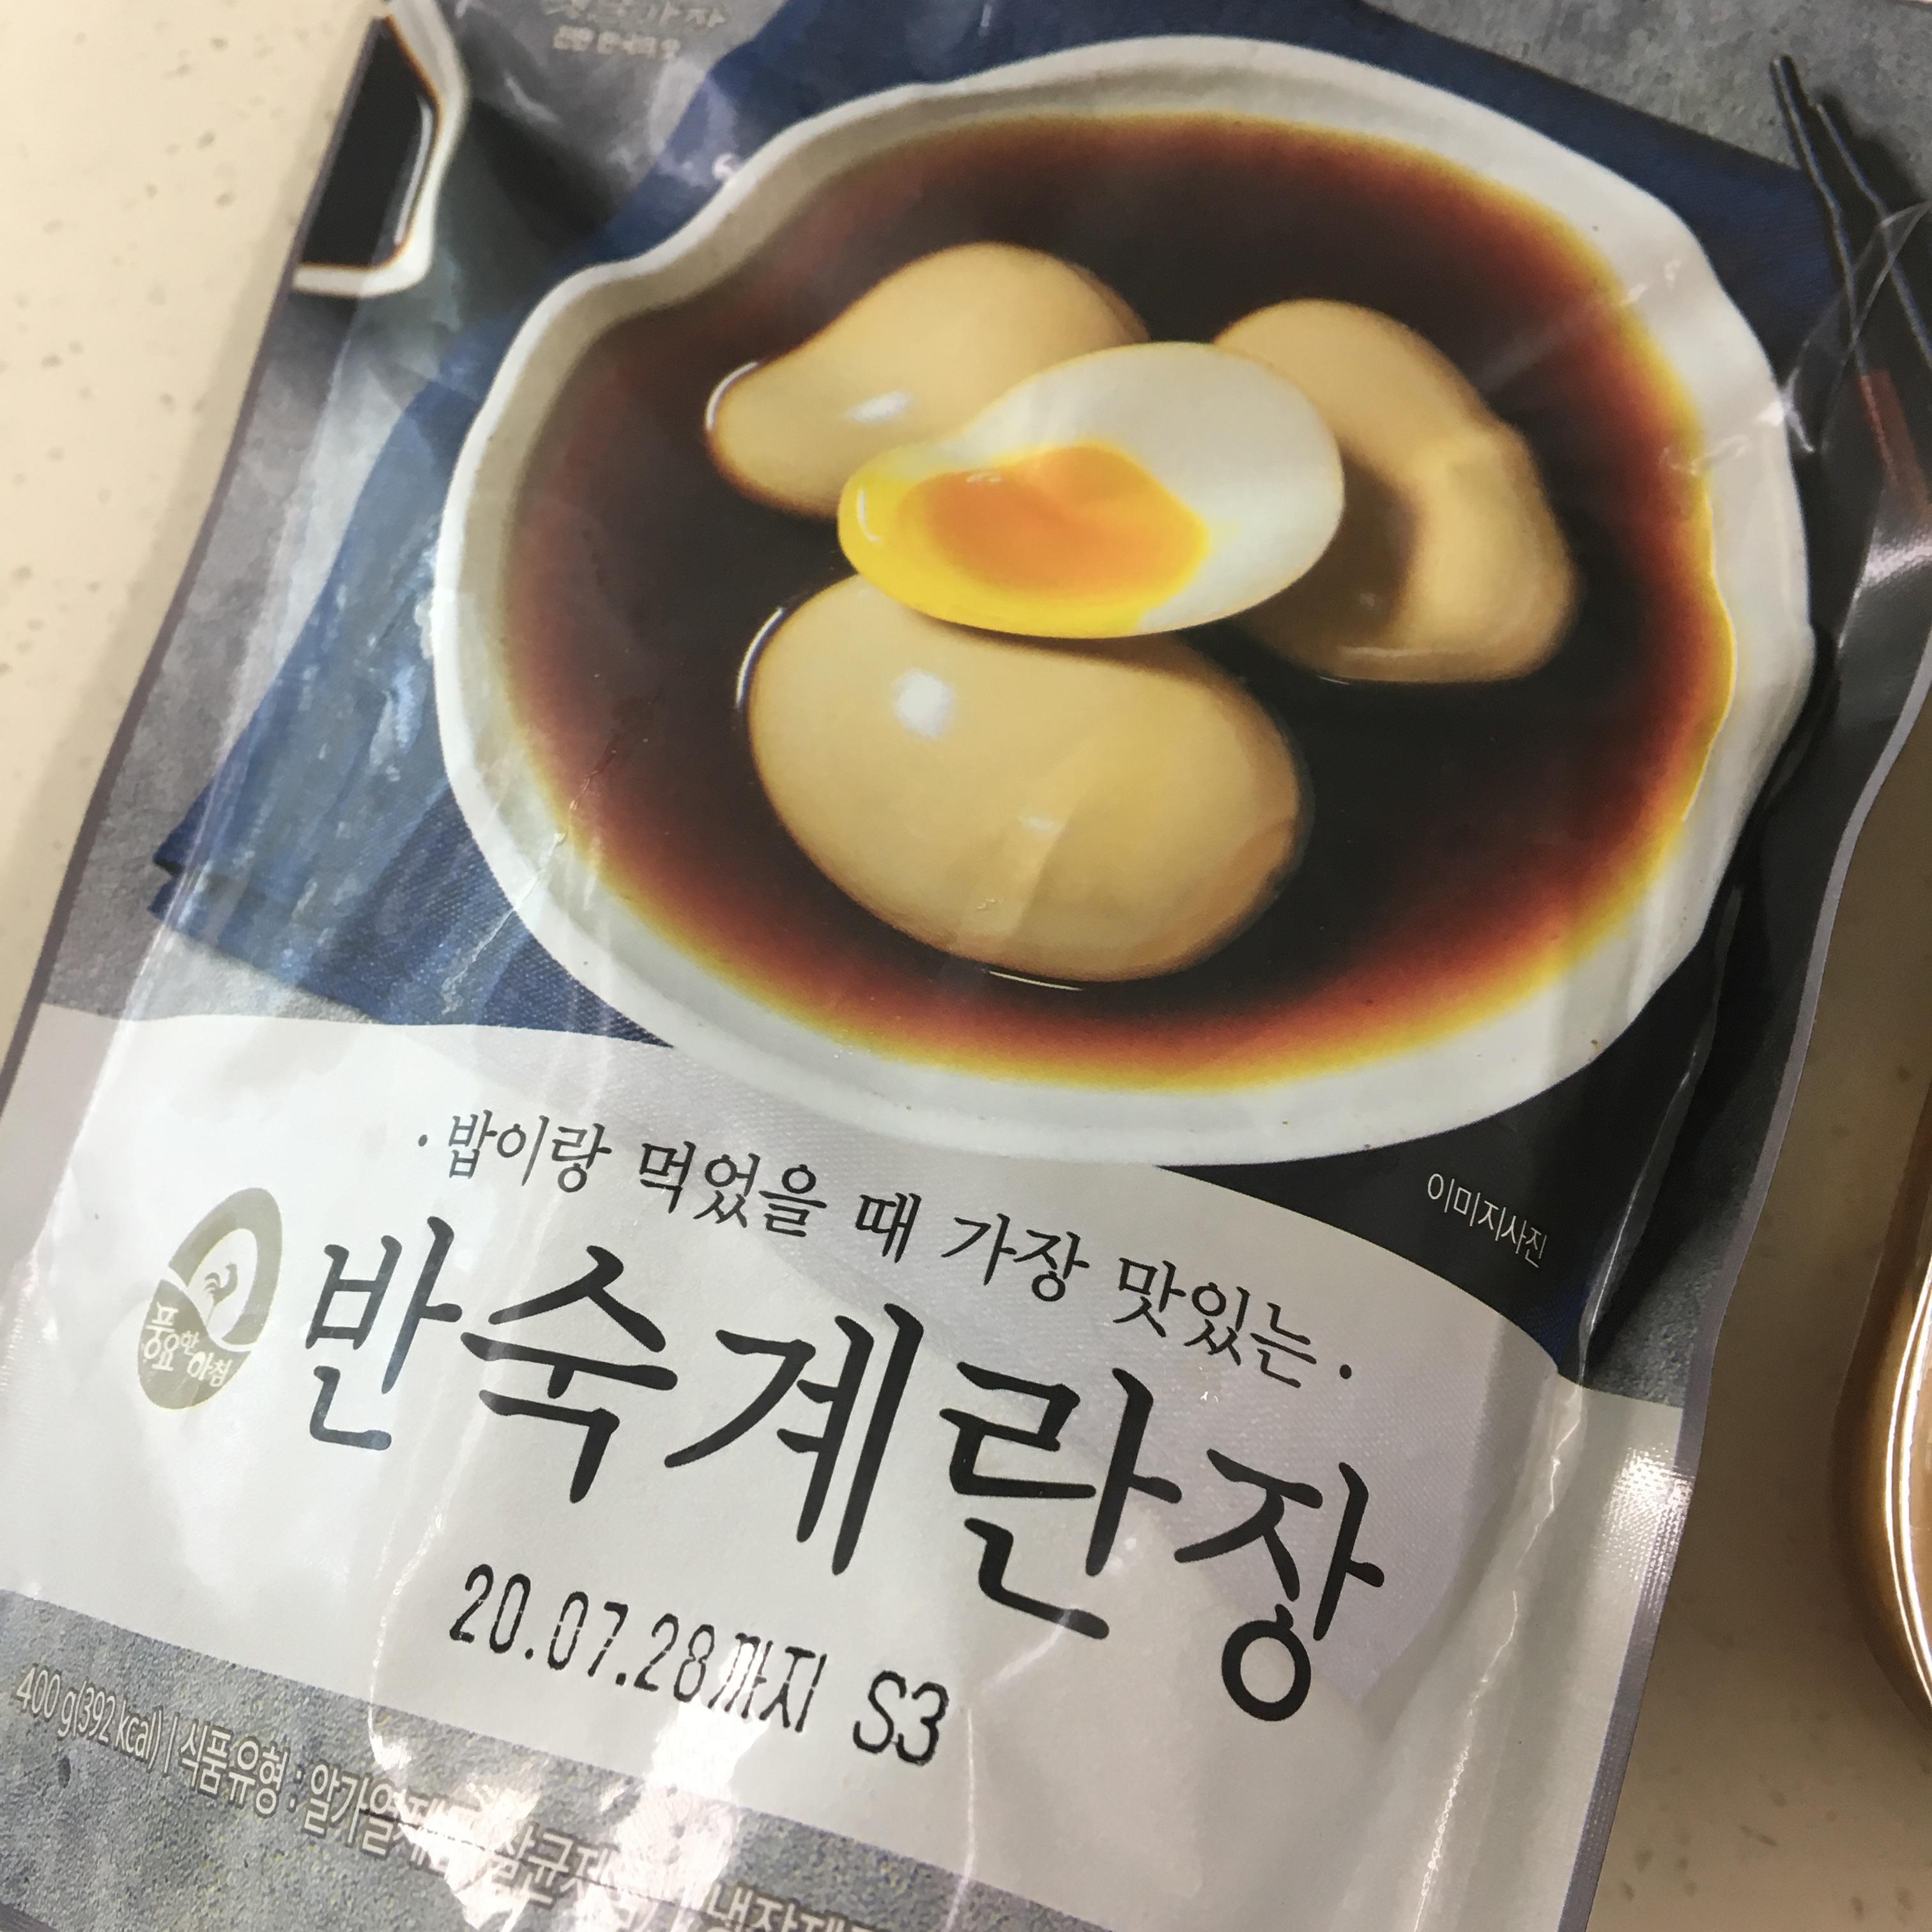 ·밥이랑 먹었을 때 가장 맛있는·
이미지사진
풍요한
아침
반숙계란장
20.07.28까지 S3
400 g(392 kcal) | 식품유형 : 알가열제품